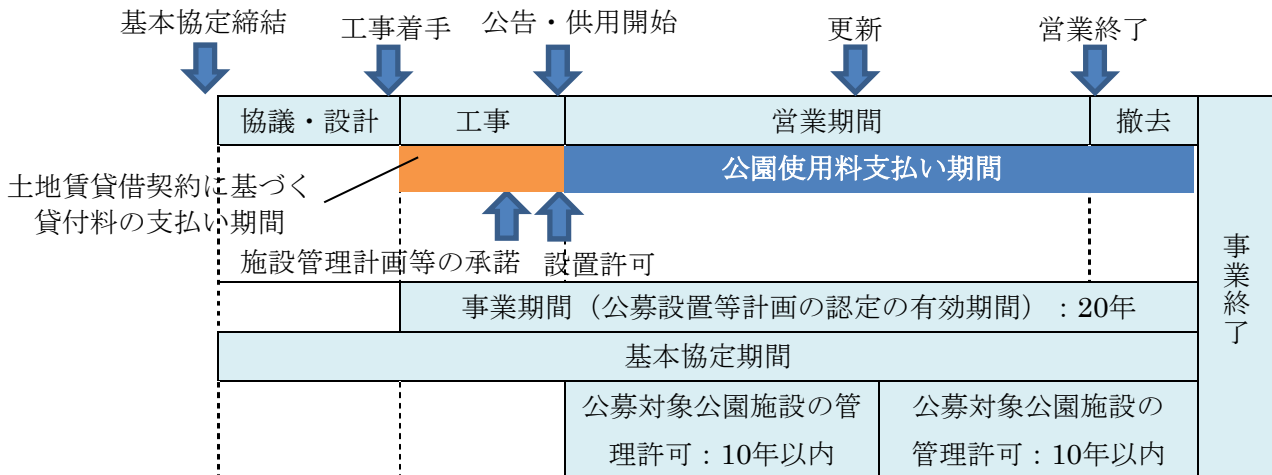 基本協定締結
工事着手
公告・供用開始
更新
営業終了
協議・設計
工事
営業期間
撤去
公園使用料支払い期間
土地賃貸借契約に基づく
貸付料の支払い期間
施設管理計画等の承諾
設置許可
事業期間（公募設置等計画の認定の有効期間）：20年
基本協定期間
公募対象公園施設の管
理許可：10年以内
公募対象公園施設の
管理許可：10年以内
事業終了